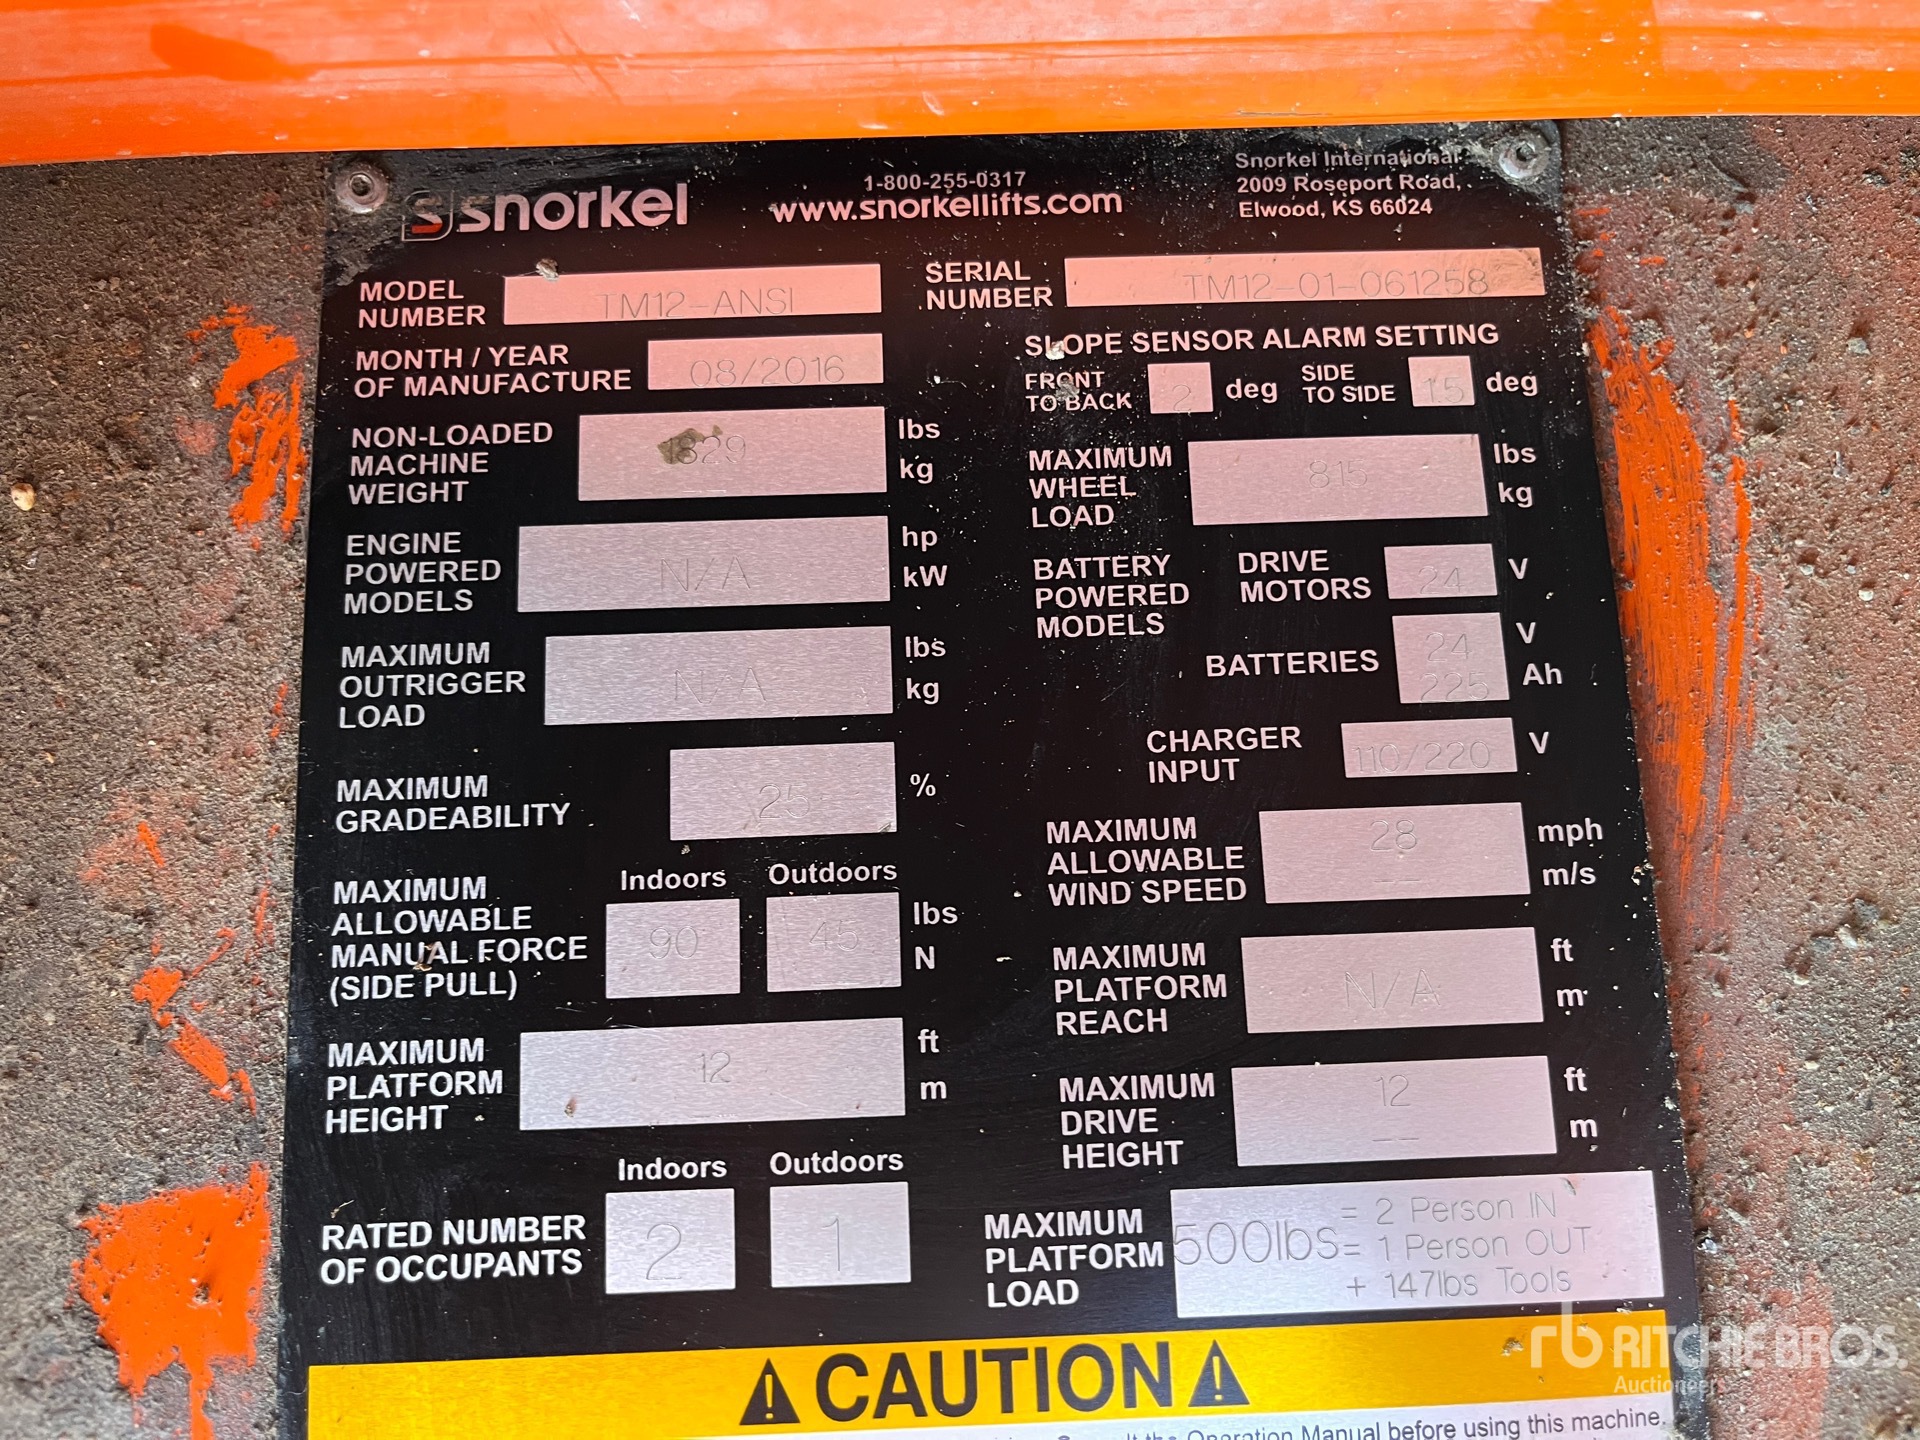 snorkel
1-800-255-0317
www.snorkellifts.com
Snorkel International
2009 Roseport Road,
Elwood, KS 66024
MODEL
NUMBER
TM12-ANSI
SERIAL
NUMBER
TM12-01-061258
MONTH / YEAR
OF MANUFACTURE
08/2016
SLOPE SENSOR ALARM SETTING
FRONT
TO BACK
2
deg
SIDE
TO SIDE
1.5
deg
NON-LOADED
MACHINE
WEIGHT
1829
lbs
kg
MAXIMUM
WHEEL
LOAD
815
lbs
kg
ENGINE
POWERED
MODELS
N/A
hp
kW
BATTERY
POWERED
MODELS
DRIVE
MOTORS
24
V
BATTERIES
24
V
225
Ah
MAXIMUM
OUTRIGGER
LOAD
N/A
lbs
kg
CHARGER
INPUT
110/220
V
MAXIMUM
GRADEABILITY
25
%
MAXIMUM
ALLOWABLE
WIND SPEED
28
--
mph
m/s
MAXIMUM
ALLOWABLE
MANUAL FORCE
(SIDE PULL)
Indoors
90
Outdoors
45
lbs
N
MAXIMUM
PLATFORM
REACH
N/A
ft
m
MAXIMUM
PLATFORM
HEIGHT
12
ft
m
MAXIMUM
DRIVE
HEIGHT
12
--
ft
m
RATED NUMBER
OF OCCUPANTS
Indoors
2
Outdoors
1
MAXIMUM
PLATFORM
LOAD
500lbs
= 2 Person IN
= 1 Person OUT
+ 147lbs Tools
CAUTION
the Operation Manual before using this machine.
rb RITCHIE BROS.
Auctioneers